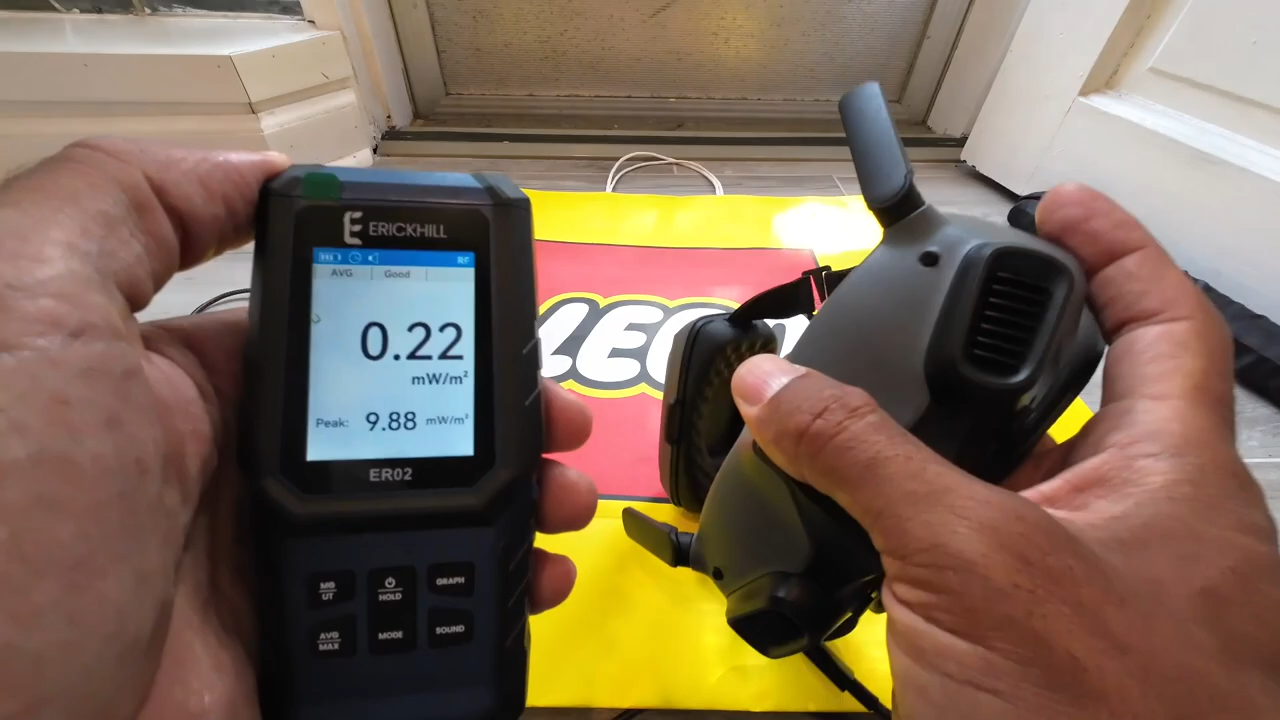 ERICKHILL
RF
AVG Good
0.22
mW/m²
Peak: 9.88 mW/m²
ER02
MG
UT
HOLD
GRAPH
AVG
MAX
MODE
SOUND
LEGO